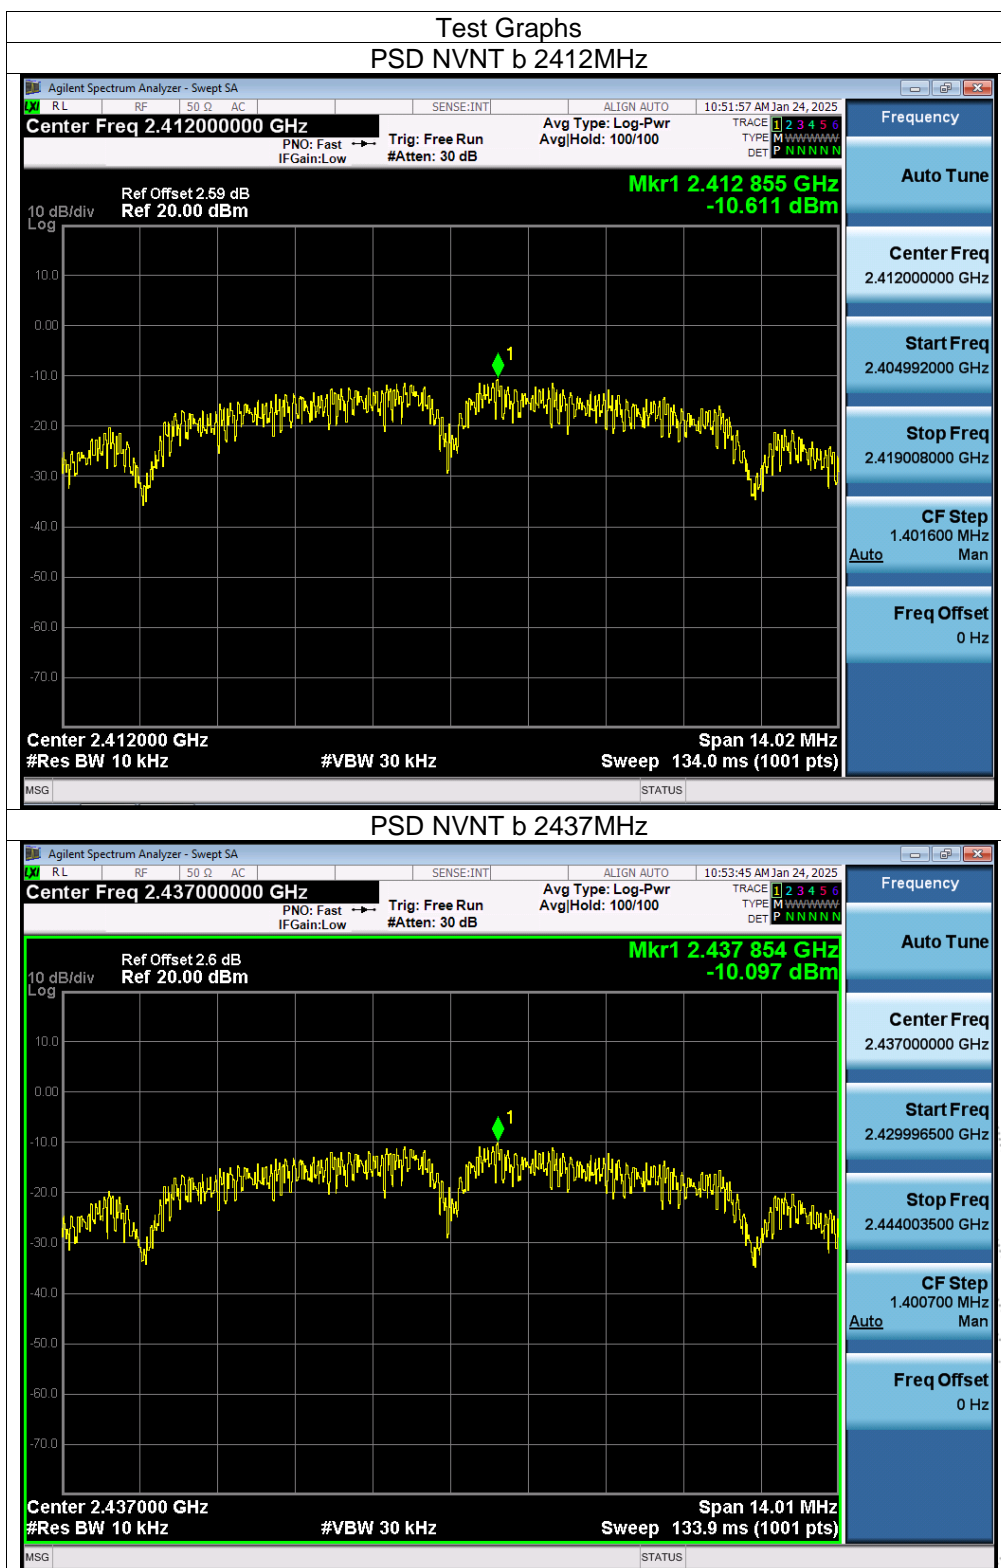 Test Graphs
PSD NVNT b 2412MHz
Agilent Spectrum Analyzer - Swept SA
LXI RL RF 50 Ω AC SENSE:INT ALIGN AUTO 10:51:57 AM Jan 24, 2025
Center Freq 2.412000000 GHz
PNO: Fast
IFGain:Low
Trig: Free Run
#Atten: 30 dB
Avg Type: Log-Pwr
Avg|Hold: 100/100
TRACE 1 2 3 4 5 6
TYPE M W W W W W
DET P N N N N N
Frequency
Auto Tune
Mkr1 2.412 855 GHz
-10.611 dBm
Ref Offset 2.59 dB
10 dB/div Ref 20.00 dBm
Log
10.0
0.00
-10.0
-20.0
-30.0
-40.0
-50.0
-60.0
-70.0
1
Center Freq
2.412000000 GHz
Start Freq
2.404992000 GHz
Stop Freq
2.419008000 GHz
CF Step
1.401600 MHz
Auto Man
Freq Offset
0 Hz
Center 2.412000 GHz Span 14.02 MHz
#Res BW 10 kHz #VBW 30 kHz Sweep 134.0 ms (1001 pts)
MSG STATUS
PSD NVNT b 2437MHz
Agilent Spectrum Analyzer - Swept SA
LXI RL RF 50 Ω AC SENSE:INT ALIGN AUTO 10:53:45 AM Jan 24, 2025
Center Freq 2.437000000 GHz
PNO: Fast
IFGain:Low
Trig: Free Run
#Atten: 30 dB
Avg Type: Log-Pwr
Avg|Hold: 100/100
TRACE 1 2 3 4 5 6
TYPE M W W W W W
DET P N N N N N
Frequency
Auto Tune
Mkr1 2.437 854 GHz
-10.097 dBm
Ref Offset 2.6 dB
10 dB/div Ref 20.00 dBm
Log
10.0
0.00
-10.0
-20.0
-30.0
-40.0
-50.0
-60.0
-70.0
1
Center Freq
2.437000000 GHz
Start Freq
2.429996500 GHz
Stop Freq
2.444003500 GHz
CF Step
1.400700 MHz
Auto Man
Freq Offset
0 Hz
Center 2.437000 GHz Span 14.01 MHz
#Res BW 10 kHz #VBW 30 kHz Sweep 133.9 ms (1001 pts)
MSG STATUS